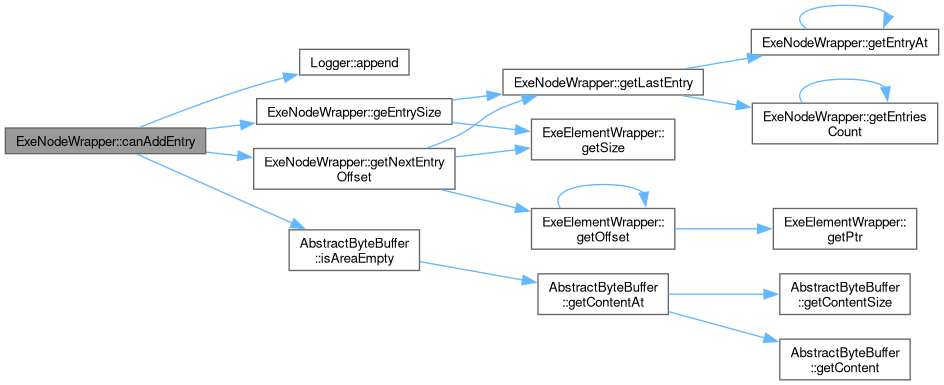 ExeNodeWrapper::canAddEntry
Logger::append
ExeNodeWrapper::geEntrySize
ExeNodeWrapper::getNextEntry
Offset
AbstractByteBuffer
::isAreaEmpty
ExeNodeWrapper::getLastEntry
ExeElementWrapper::
getSize
ExeElementWrapper::
getOffset
AbstractByteBuffer
::getContentAt
ExeNodeWrapper::getEntryAt
ExeNodeWrapper::getEntries
Count
ExeElementWrapper::
getPtr
AbstractByteBuffer
::getContentSize
AbstractByteBuffer
::getContent